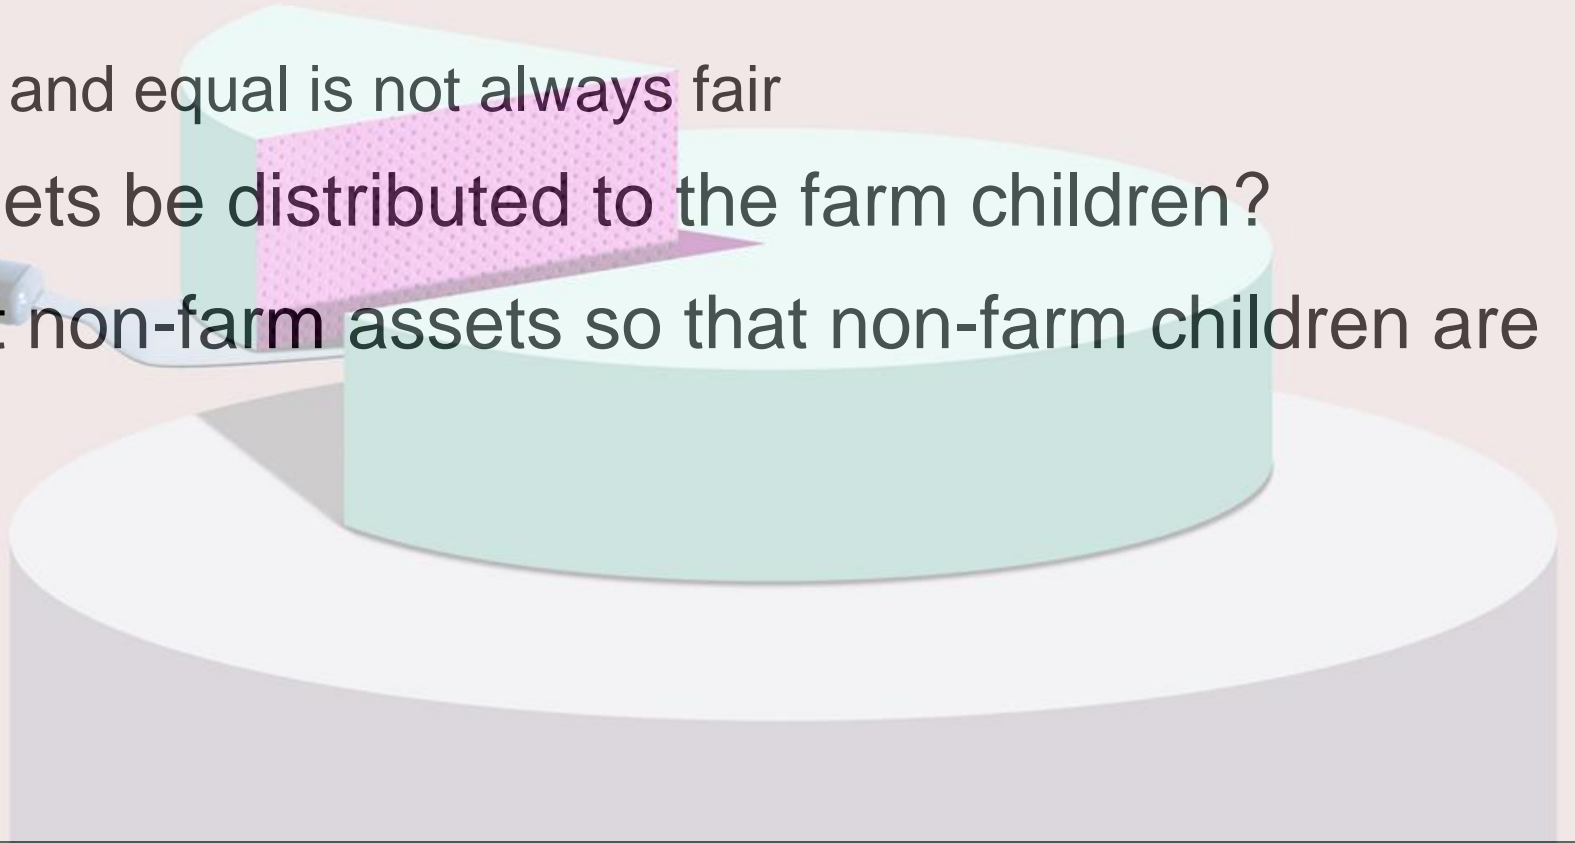 and equal is not always fair
ets be distributed to the farm children?
non-farm assets so that non-farm children are